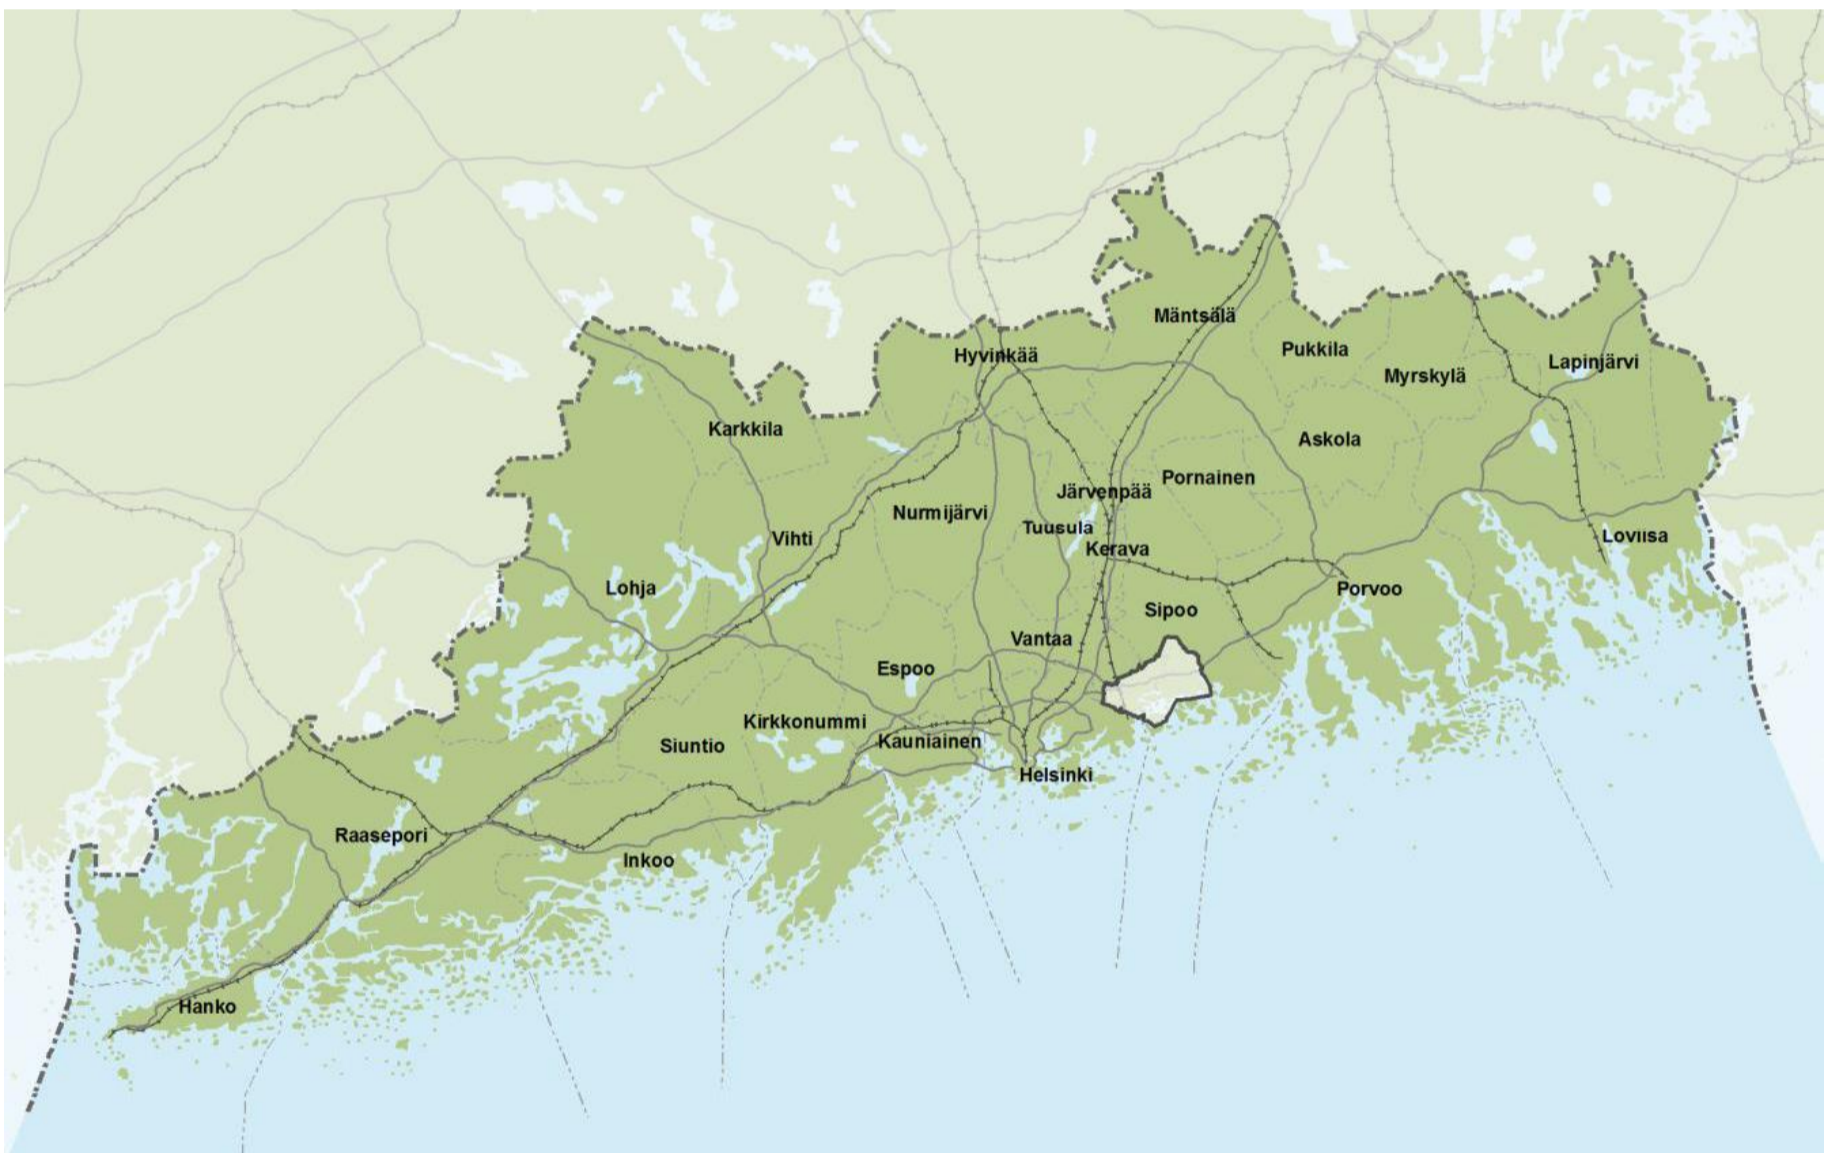 Mäntsälä
Hyvinkää
Pukkila
Lapinjärvi
Myrskylä
Karkkila
Askola
Pornainen
Järvenpää
Nurmijärvi
Tuusula
Vihti
Loviisa
Kerava
Lohja
Porvoo
Sipoo
Vantaa
Espoo
Kirkkonummi
Siuntio
Kauniainen
Helsinki
Raasepori
Inkoo
Hanko